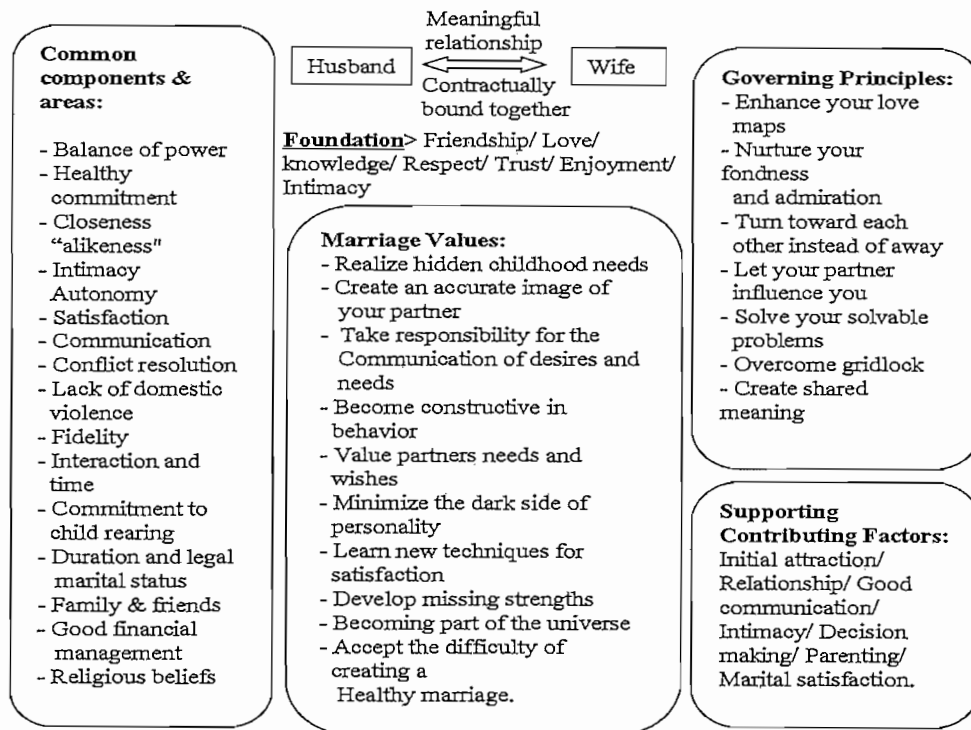 Common
components &
areas:
- Balance of power
- Healthy
commitment
- Closeness
“alikeness"
- Intimacy
Autonomy
- Satisfaction
- Communication
- Conflict resolution
- Lack of domestic
violence
- Fidelity
- Interaction and
time
- Commitment to
child rearing
- Duration and legal
marital status
- Family & friends
- Good financial
management
- Religious beliefs
Meaningful
relationship
Husband
Wife
Contractually
bound together
Foundation> Friendship/ Love/
knowledge/ Respect/ Trust/ Enjoyment/
Intimacy
Marriage Values:
- Realize hidden childhood needs
- Create an accurate image of
your partner
- Take responsibility for the
Communication of desires and
needs
- Become constructive in
behavior
- Value partners needs and
wishes
- Minimize the dark side of
personality
- Learn new techniques for
satisfaction
- Develop missing strengths
- Becoming part of the universe
- Accept the difficulty of
creating a
Healthy marriage.
Governing Principles:
- Enhance your love
maps
- Nurture your
fondness
and admiration
- Turn toward each
other instead of away
- Let your partner
influence you
- Solve your solvable
problems
- Overcome gridlock
- Create shared
meaning
Supporting
Contributing Factors:
Initial attraction/
Relationship/ Good
communication/
Intimacy/ Decision
making/ Parenting/
Marital satisfaction.